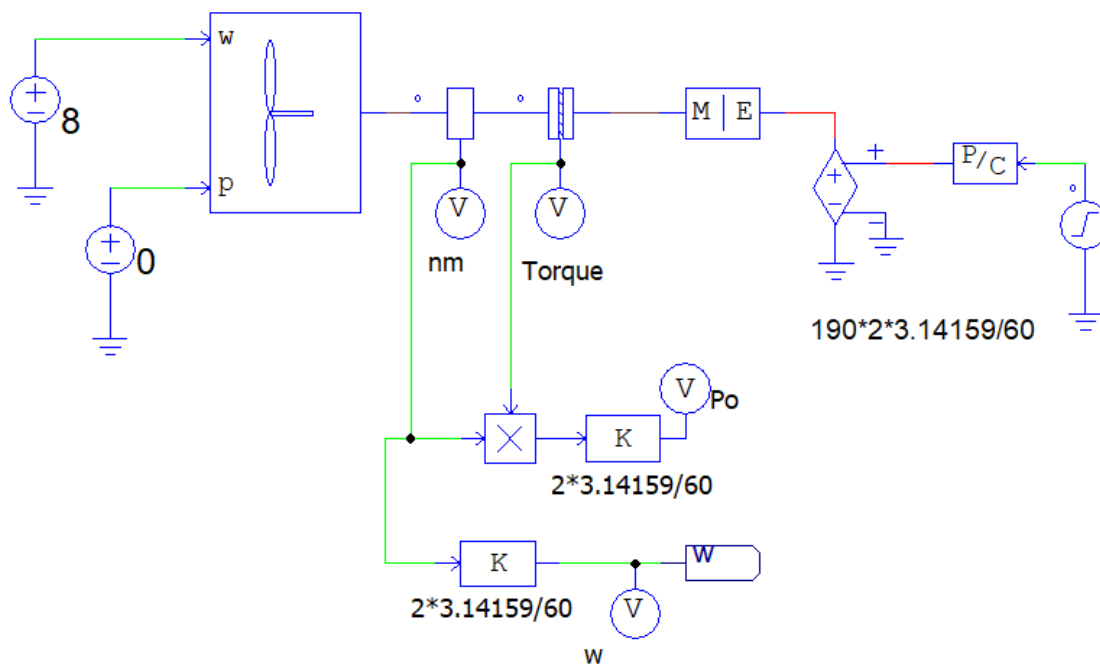 w
8
p
0
V
nm
V
Torque
M | E
+
-
+
-
P/C
190*2*3.14159/60
V
Po
K
2*3.14159/60
K
2*3.14159/60
W
V
w